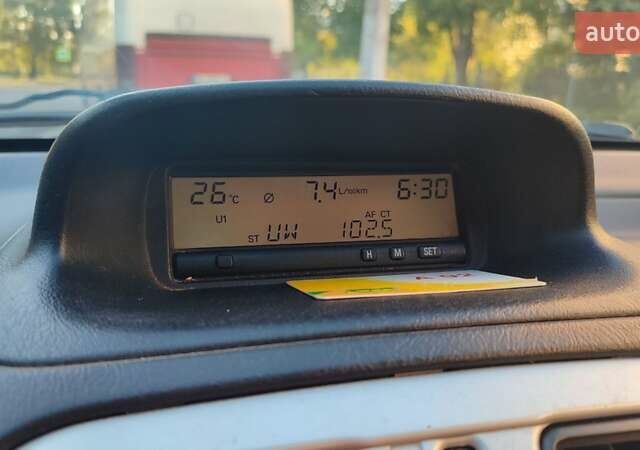 auto
26 °C Ø 7.4 L/100km 6:30
U1 AF CT
ST UW 102.5
H M SET